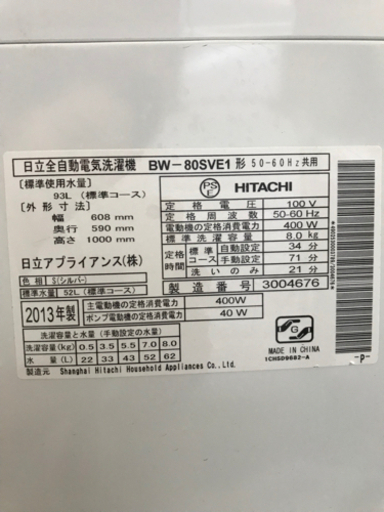 日立全自動電気洗濯機 BW-80SVE1 形 50-60Hz共用
[標準使用水量]
93L (標準コース)
[外形寸法]
幅 608 mm
奥行 590 mm
高さ 1000 mm
日立アプライアンス(株)
色相 S(シルバー)
標準水量 52L (標準コース)
2013年製
PS E HITACHI
定格電圧 100 V
定格周波数 50-60 Hz
電動機の定格消費電力 400 W
標準洗濯容量 8.0 kg
定格時間 標準コース 自動 34 分
手動設定 71 分
洗いのみ 21 分
製造番号 3004676
主電動機の定格消費電力 400W
ポンプ電動機の定格消費電力 40 W
洗濯容量と水量 (手動設定の水量)
洗濯容量(kg) 0.5 3.5 5.5 7.0 8.0
水量(L) 22 33 43 52 62
製造元 Shanghai Hitachi Household Appliances Co.,Ltd.
G
1CHSD0082-A
-P-